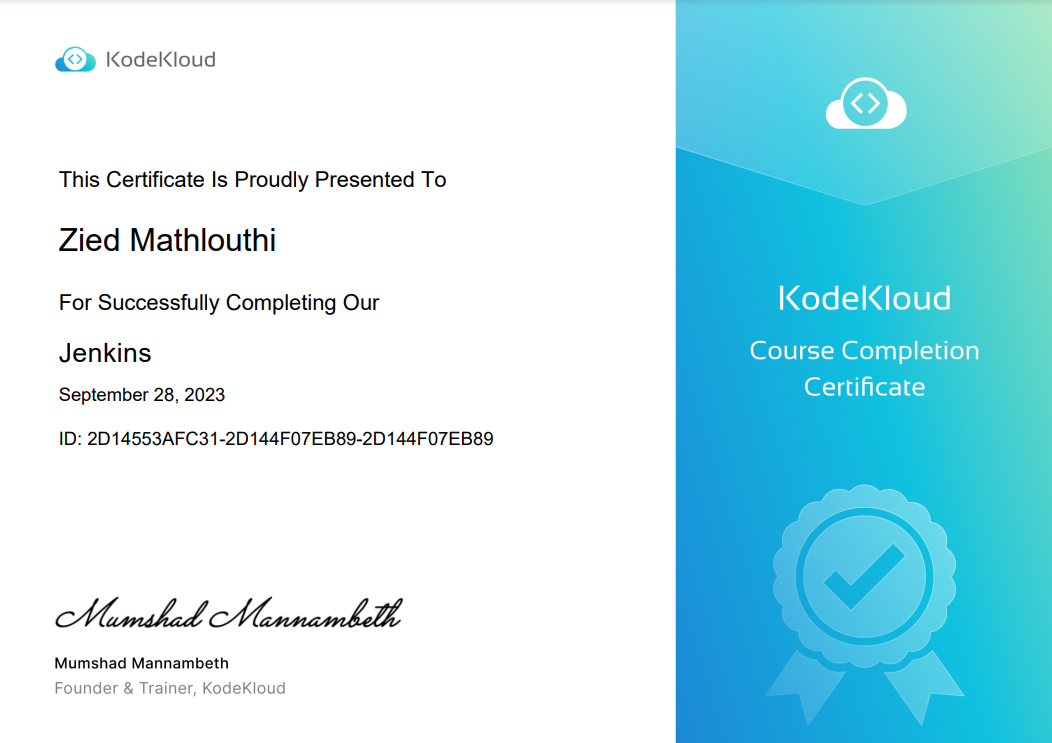 KodeKloud
This Certificate Is Proudly Presented To
Zied Mathlouthi
For Successfully Completing Our
Jenkins
September 28, 2023
ID: 2D14553AFC31-2D144F07EB89-2D144F07EB89
Mumshad Mannambeth
Mumshad Mannambeth
Founder & Trainer, KodeKloud
KodeKloud
Course Completion
Certificate